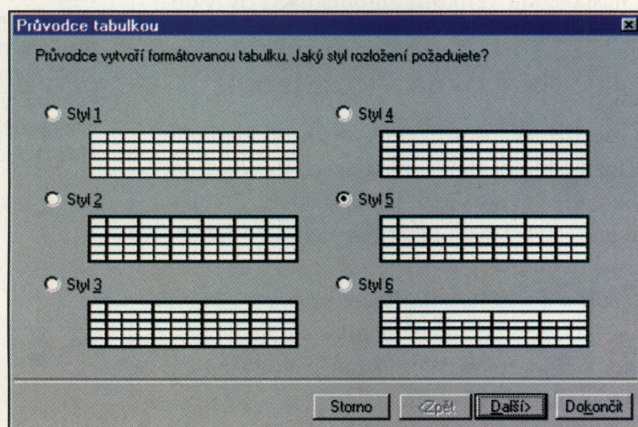 Průvodce tabulkou
Průvodce vytvoří formátovanou tabulku. Jaký styl rozložení požadujete?
Styl 1
Styl 4
Styl 2
Styl 5
Styl 3
Styl 6
Storno <Zpět Další> Dokončit